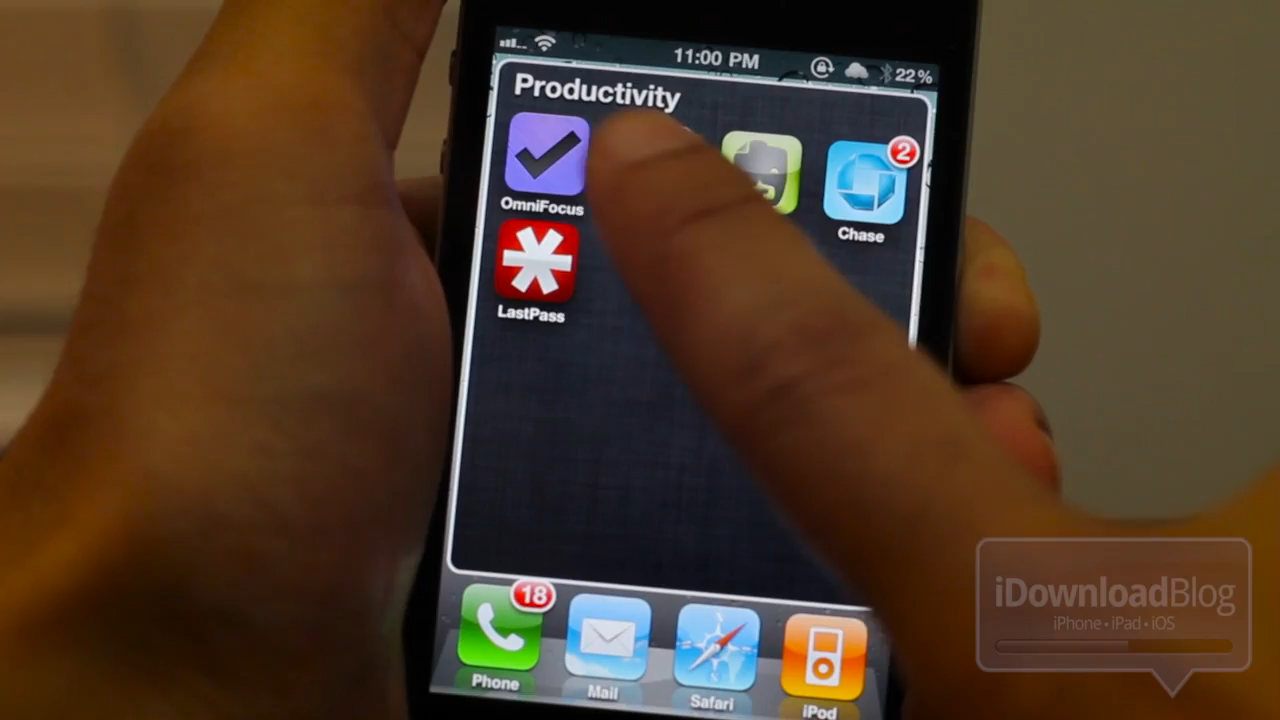 11:00 PM
22%
Productivity
2
OmniFocus
Chase
LastPass
18
Phone
Mail
Safari
iPod
iDownloadBlog
iPhone • iPad • iOS